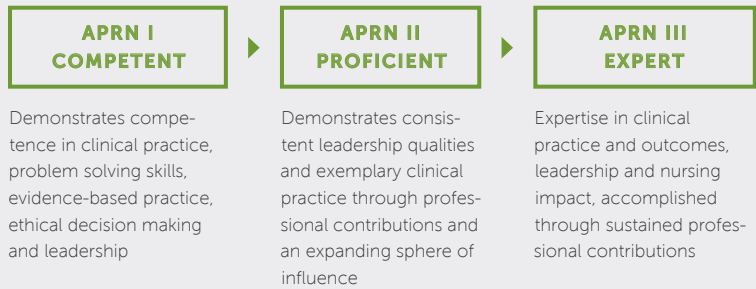 APRN I
COMPETENT
Demonstrates compe-
tence in clinical practice,
problem solving skills,
evidence-based practice,
ethical decision making
and leadership
APRN II
PROFICIENT
Demonstrates consis-
tent leadership qualities
and exemplary clinical
practice through profes-
sional contributions and
an expanding sphere of
influence
APRN III
EXPERT
Expertise in clinical
practice and outcomes,
leadership and nursing
impact, accomplished
through sustained profes-
sional contributions